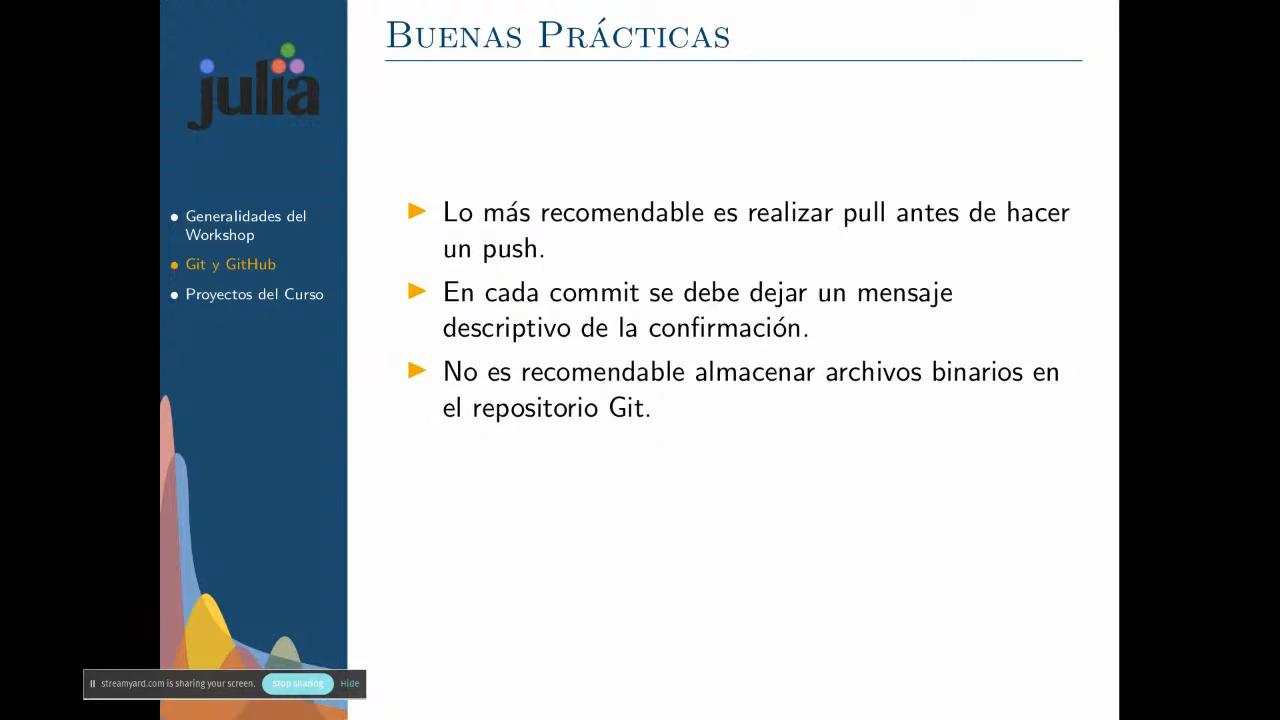 BUENAS PRÁCTICAS
julia
• Generalidades del
Workshop
• Git y GitHub
• Proyectos del Curso
Lo más recomendable es realizar pull antes de hacer
un push.
En cada commit se debe dejar un mensaje
descriptivo de la confirmación.
No es recomendable almacenar archivos binarios en
el repositorio Git.
streamyard.com is sharing your screen. Stop sharing Hide